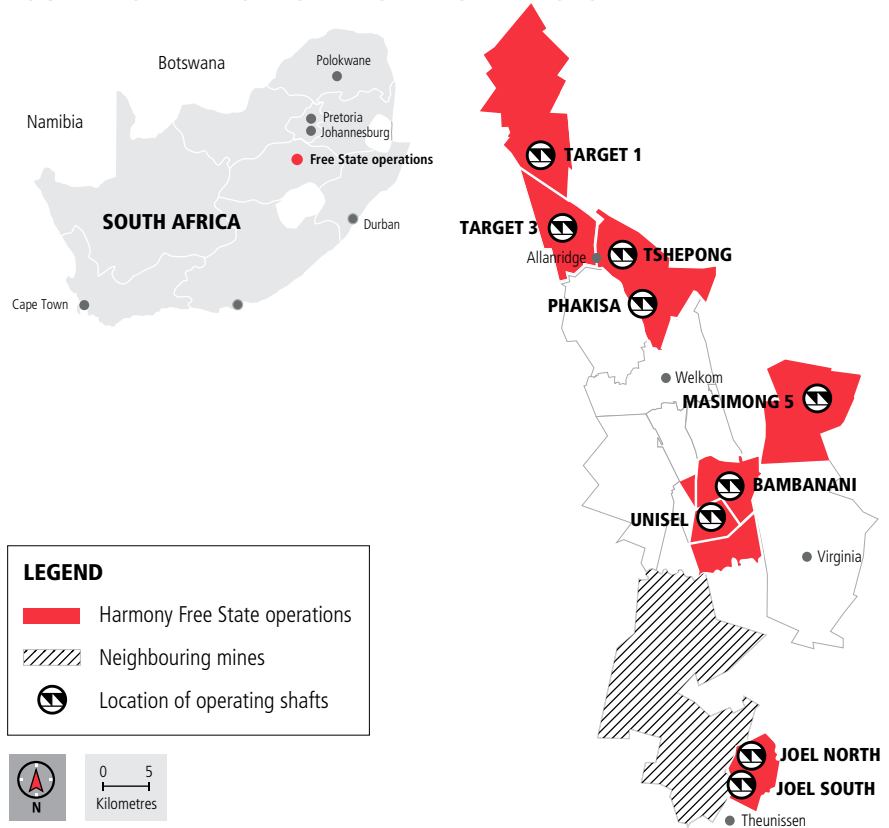 Botswana
Polokwane
Namibia
Pretoria
Johannesburg
Free State operations
SOUTH AFRICA
Durban
Cape Town
TARGET 1
TARGET 3
TSHEPONG
Allanridge
PHAKISA
Welkom
MASIMONG 5
BAMBANANI
UNISEL
Virginia
JOEL NORTH
JOEL SOUTH
Theunissen
LEGEND
Harmony Free State operations
Neighbouring mines
Location of operating shafts
N
0 5
Kilometres